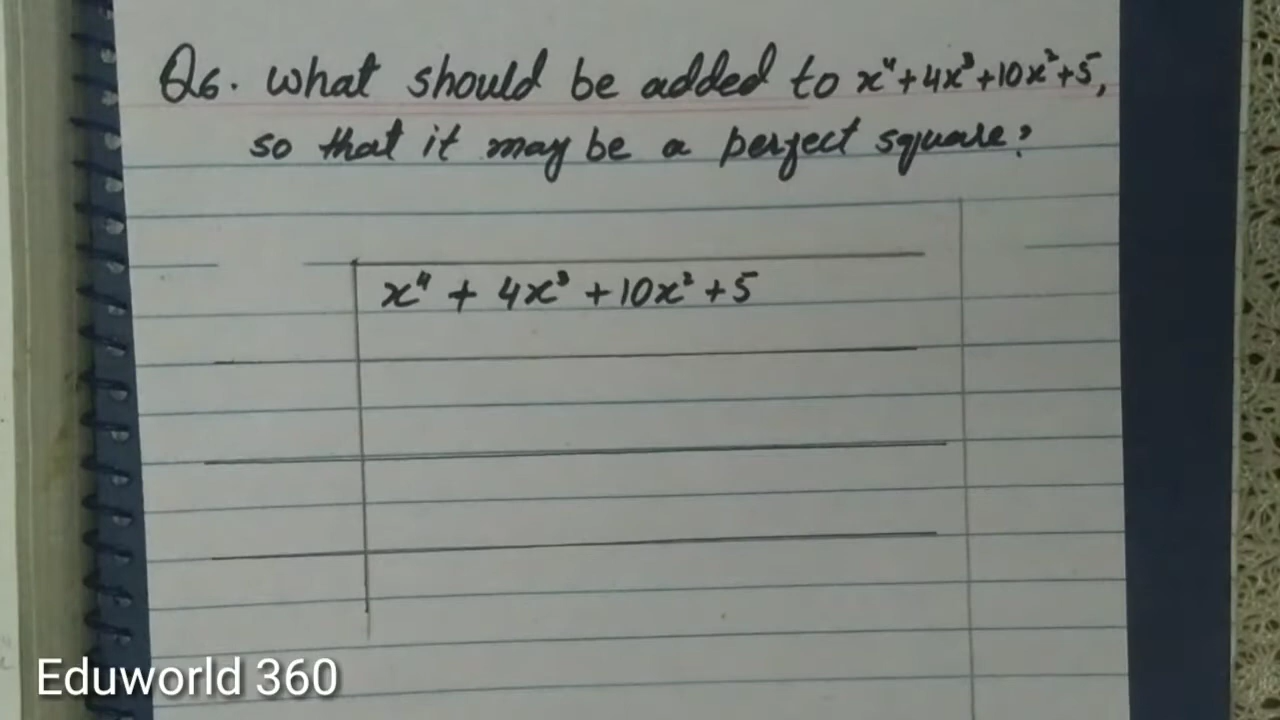 Q6. What should be added to x⁴+4x³+10x²+5,
so that it may be a perfect square?
x⁴ + 4x³ +10x² +5
Eduworld 360